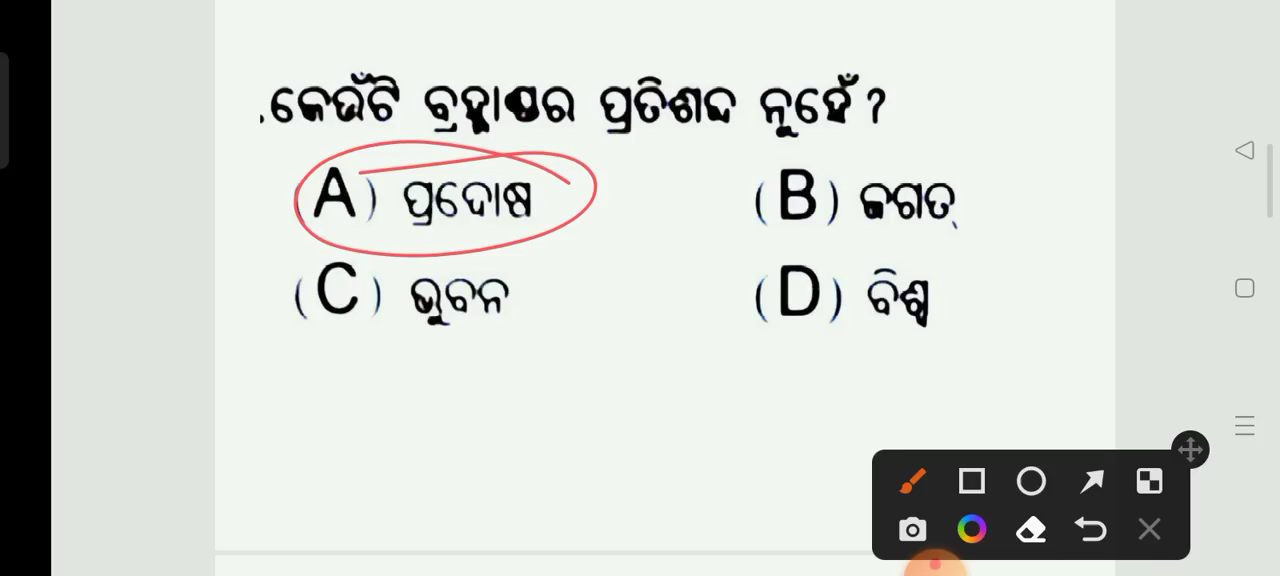 .କେଉଁଟି ବ୍ରହ୍ମାଣ୍ଡର ପ୍ରତିଶବ୍ଦ ନୁହେଁ ?
(A) ପ୍ରଦୋଷ (B) ଜଗତ୍
(C) ଭୁବନ (D) ବିଶ୍ୱ